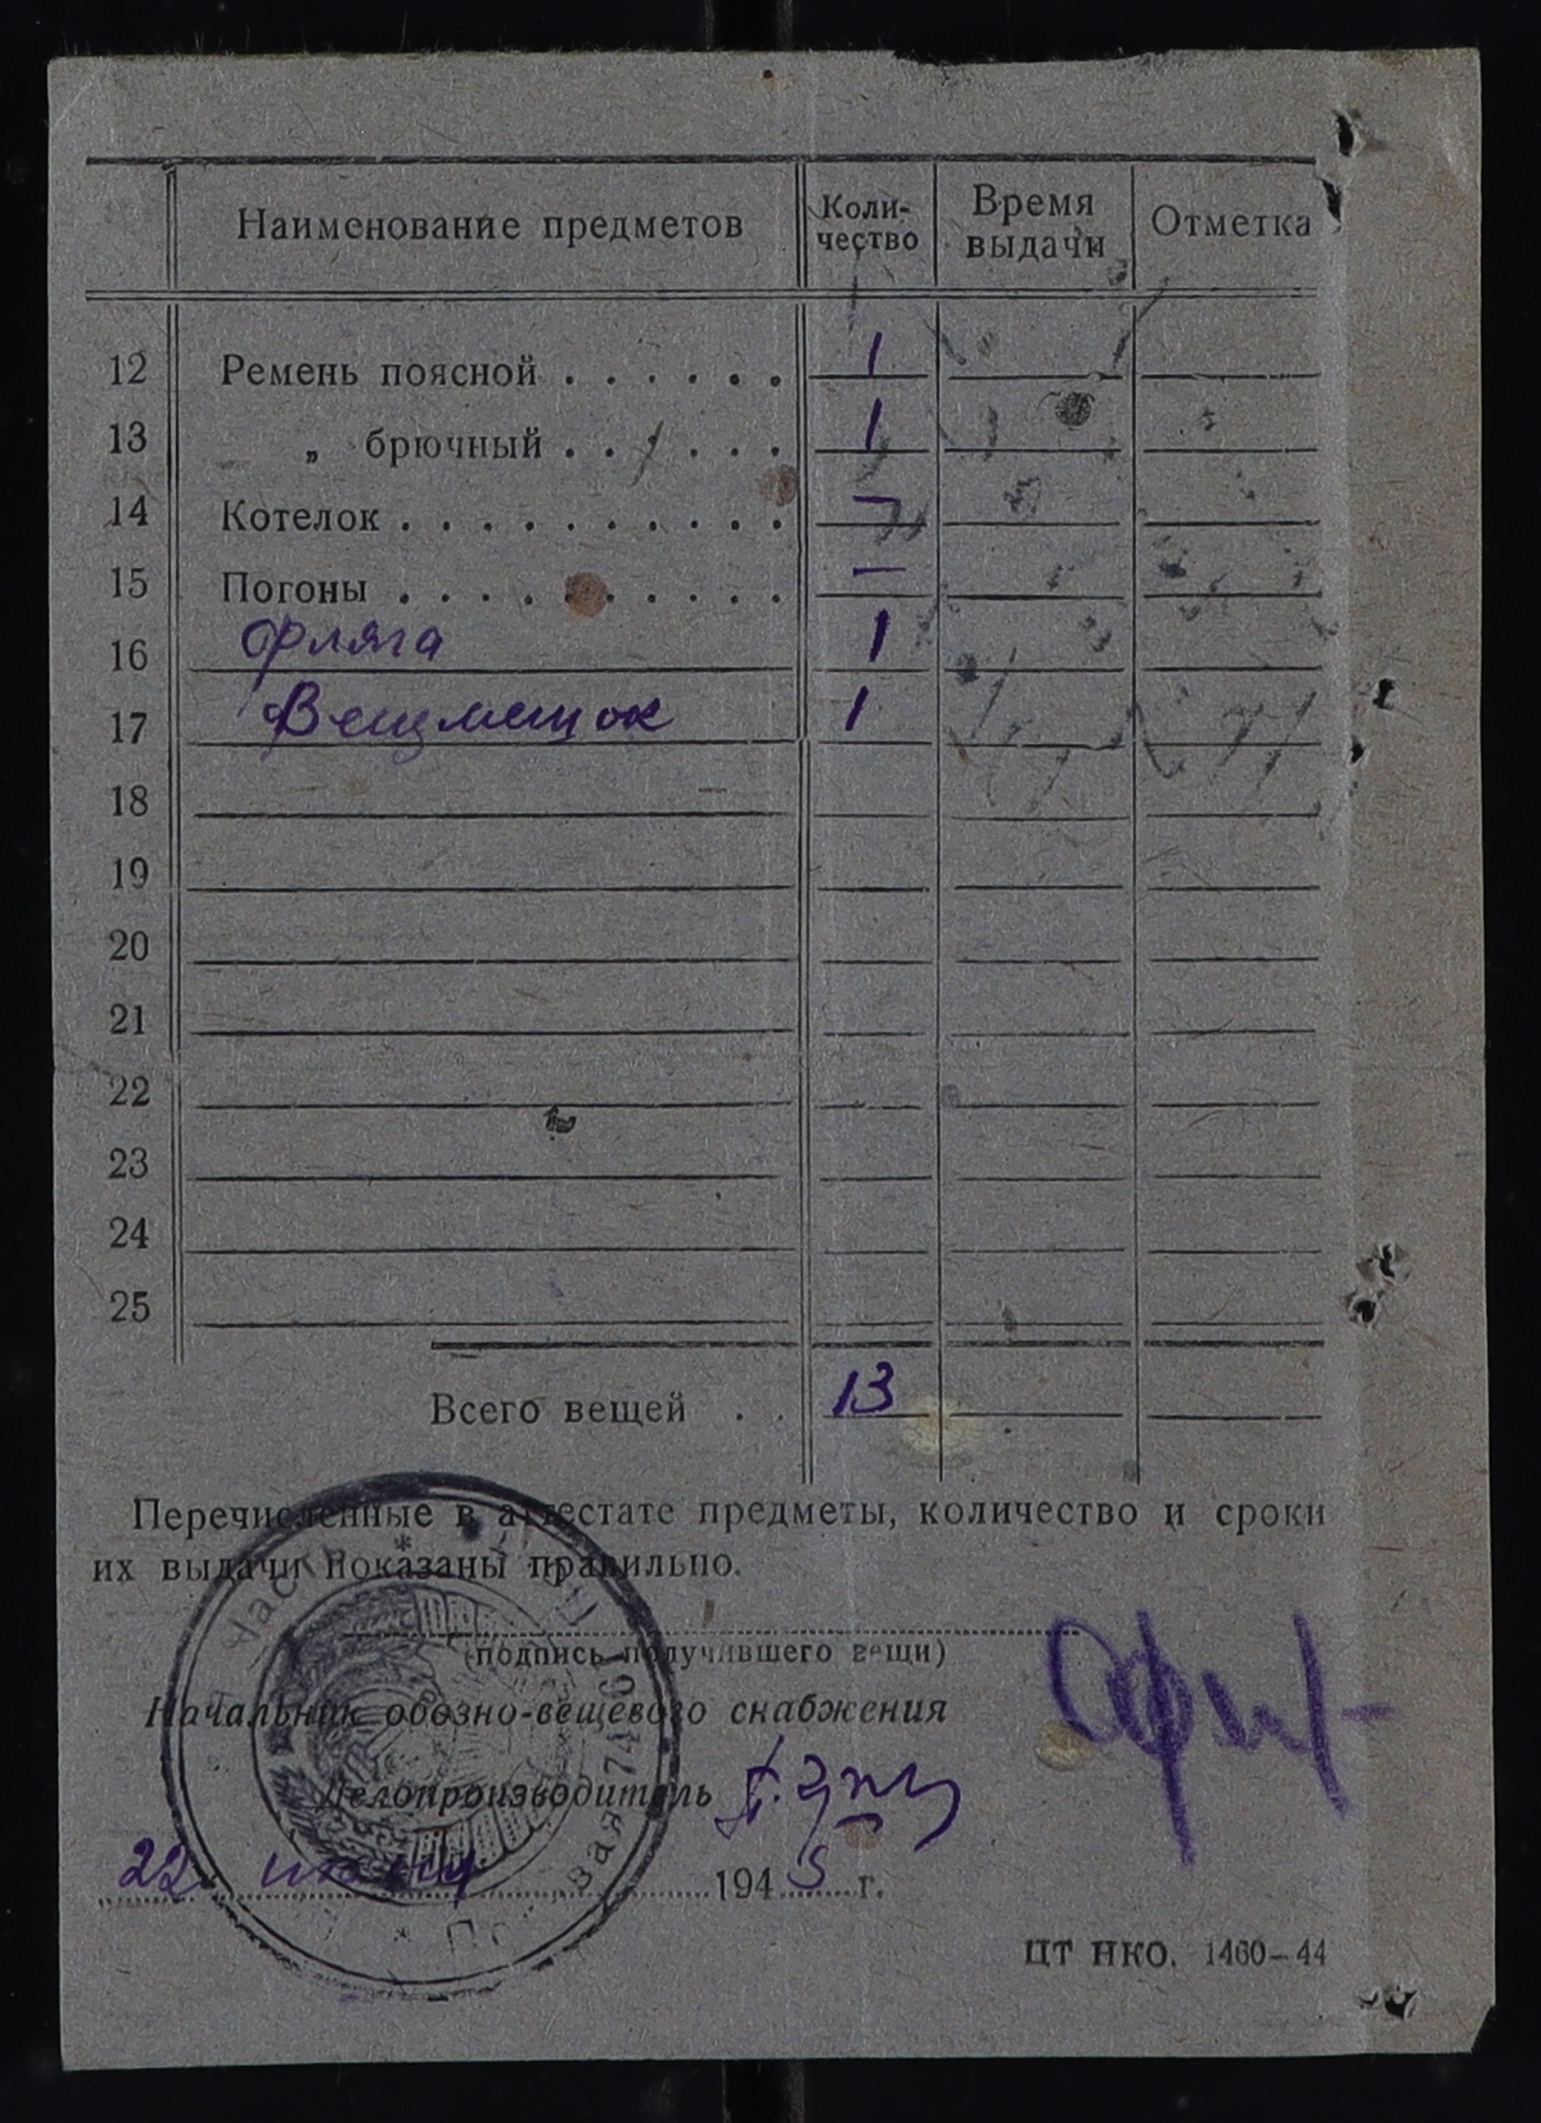 Наименование предметов Коли-чество Время выдачи Отметка
12 Ремень поясной . . . . . . 1
13 „ брючный . . . . . . 1
14 Котелок . . . . . . . . . . —
15 Погоны . . . . . . . . . . —
16 Фляга 1
17 Вещмешок 1
18
19
20
21
22
23
24
25
Всего вещей . . 13
Перечисленные в аттестате предметы, количество и сроки
их выдачи показаны правильно.
(подпись получившего вещи)
Начальник обозно-вещевого снабжения
Делопроизводитель
22 1945 г.
ЦТ НКО. 1460–44